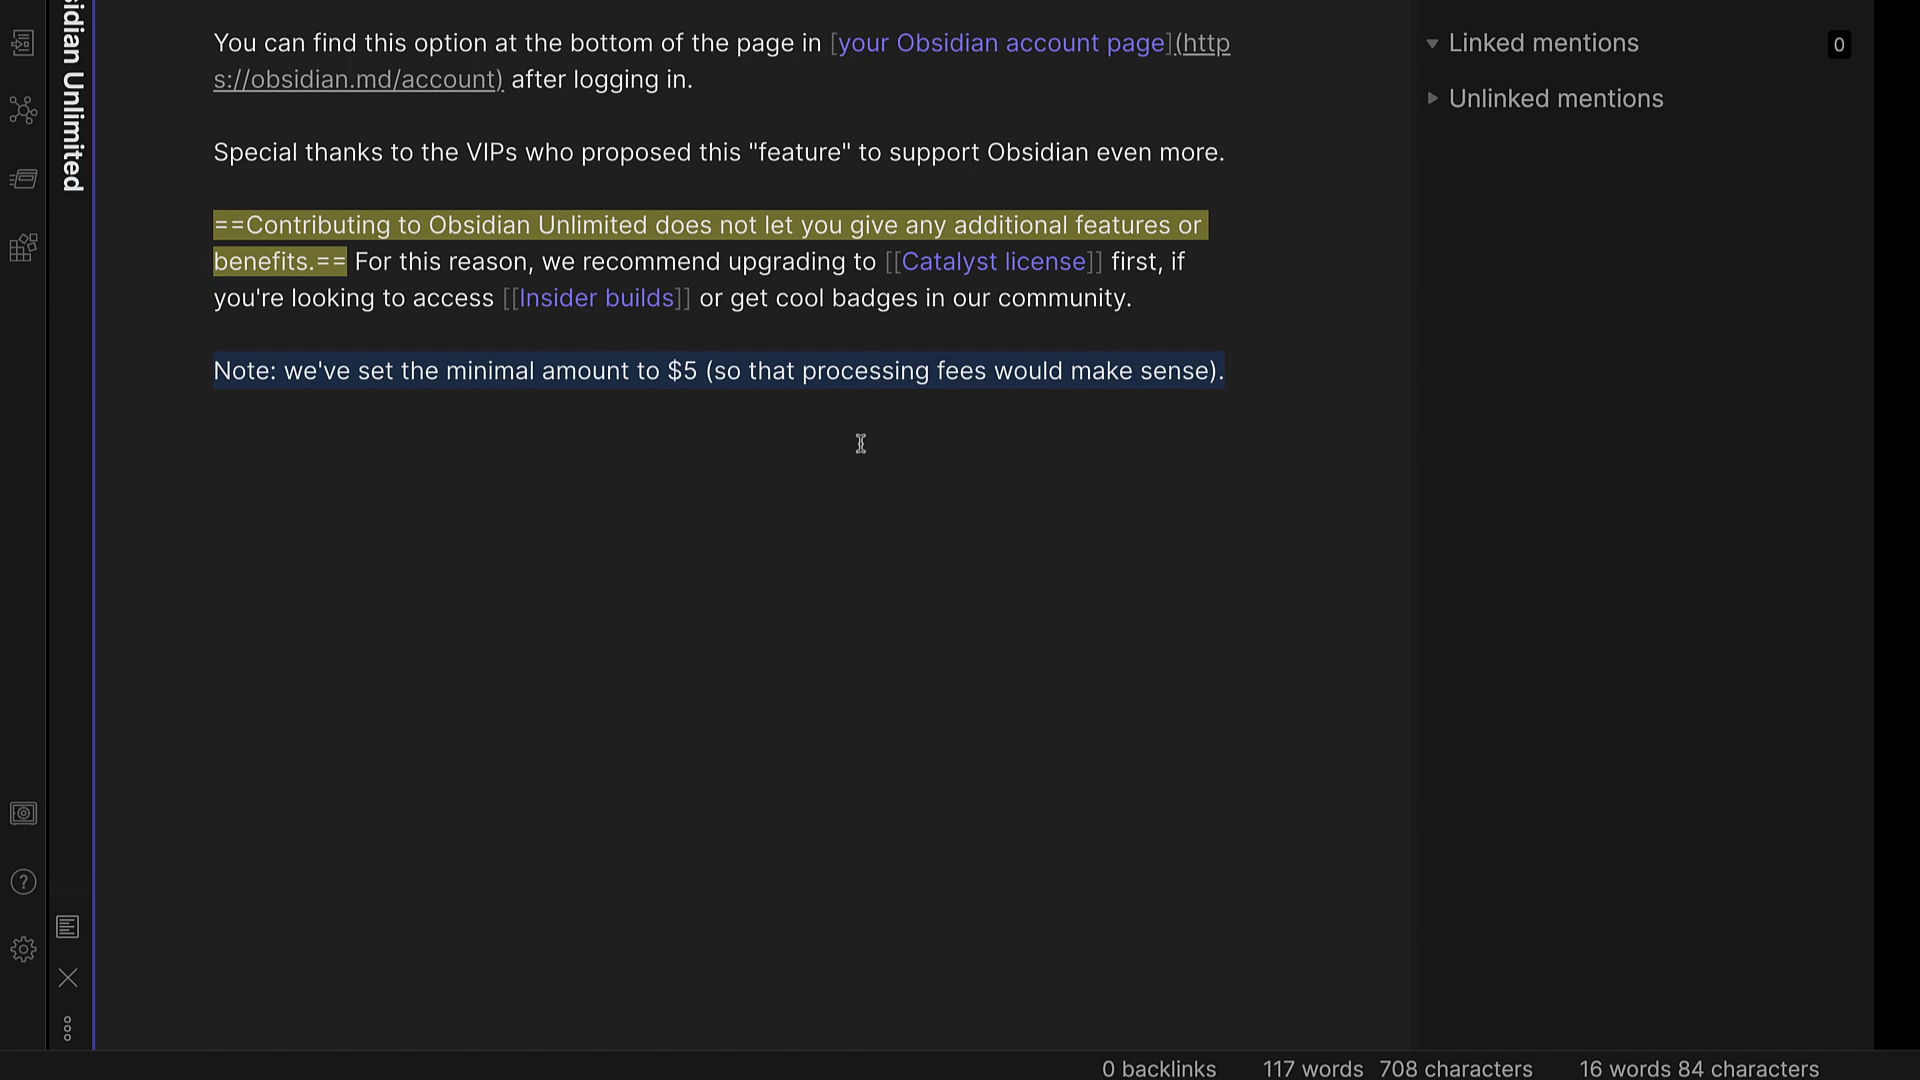 sidian Unlimited
You can find this option at the bottom of the page in [your Obsidian account page](http
s://obsidian.md/account) after logging in.
Special thanks to the VIPs who proposed this "feature" to support Obsidian even more.
==Contributing to Obsidian Unlimited does not let you give any additional features or
benefits.== For this reason, we recommend upgrading to [[Catalyst license]] first, if
you're looking to access [[Insider builds]] or get cool badges in our community.
Note: we've set the minimal amount to $5 (so that processing fees would make sense).
Linked mentions 0
Unlinked mentions
0 backlinks 117 words 708 characters 16 words 84 characters